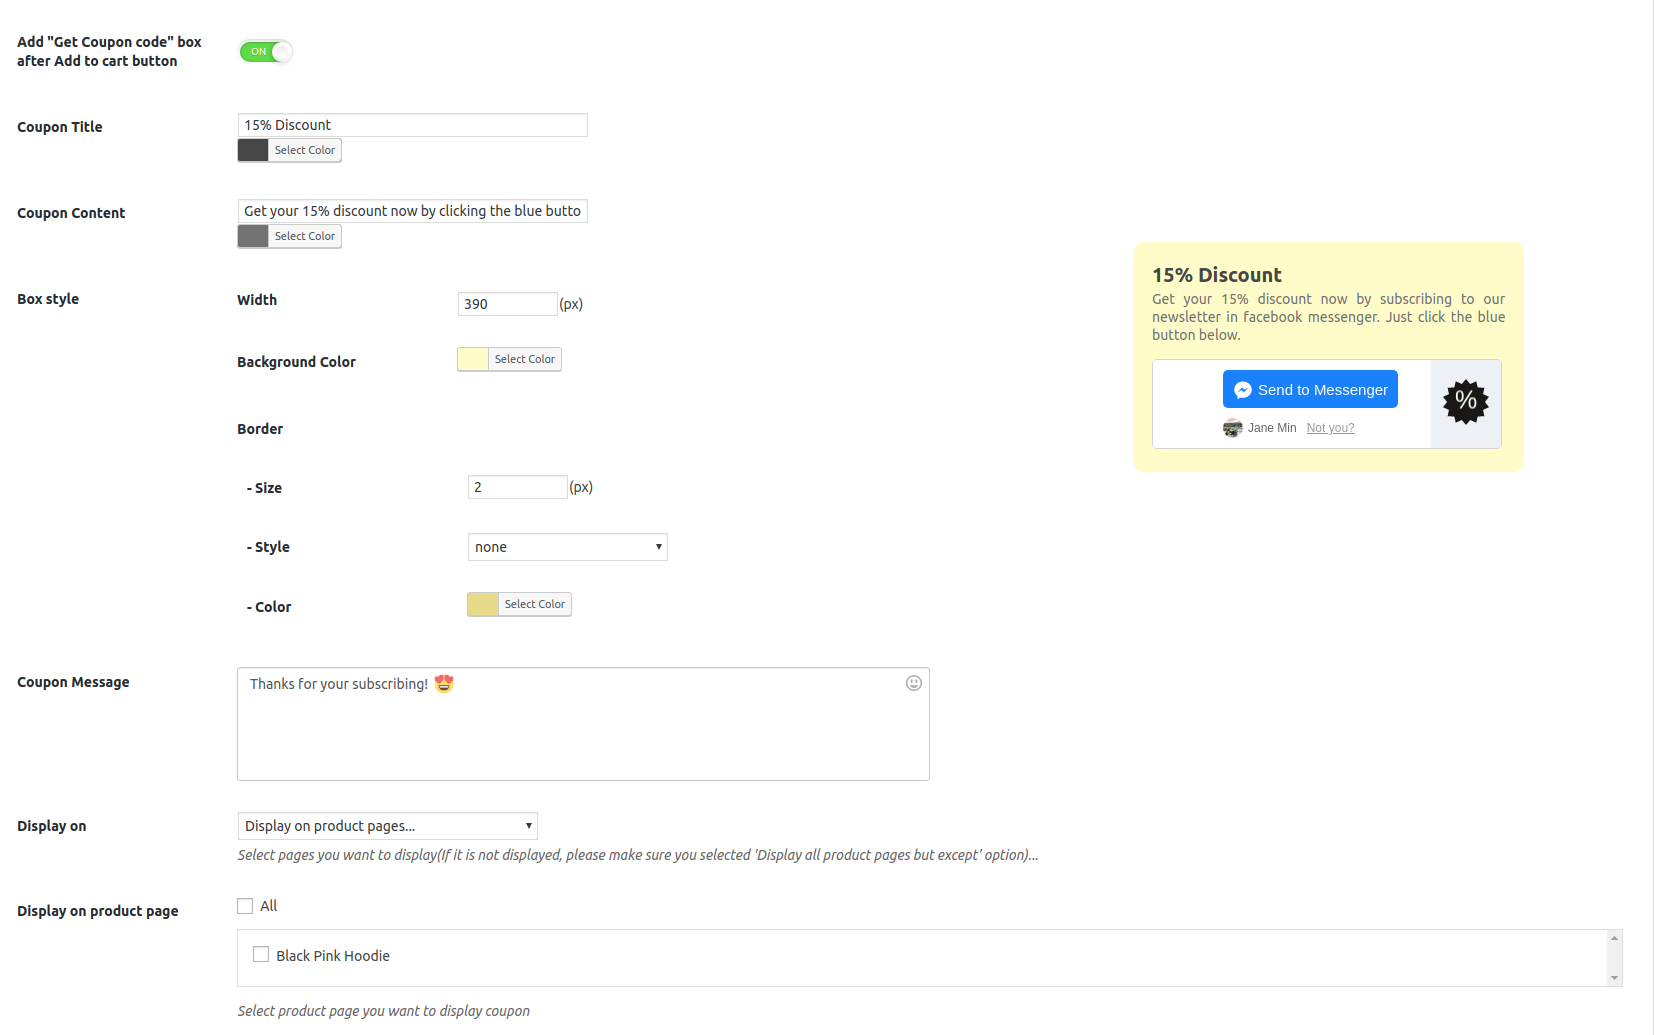 Add "Get Coupon code" box
after Add to cart button
ON
Coupon Title
15% Discount
Select Color
Coupon Content
Get your 15% discount now by clicking the blue butto
Select Color
Box style
Width
390
(px)
Background Color
Select Color
Border
- Size
2
(px)
- Style
none
- Color
Select Color
15% Discount
Get your 15% discount now by subscribing to our
newsletter in facebook messenger. Just click the blue
button below.
Send to Messenger
Jane Min Not you?
%
Coupon Message
Thanks for your subscribing! 😍
Display on
Display on product pages...
Select pages you want to display(If it is not displayed, please make sure you selected 'Display all product pages but except' option)...
Display on product page
All
Black Pink Hoodie
Select product page you want to display coupon